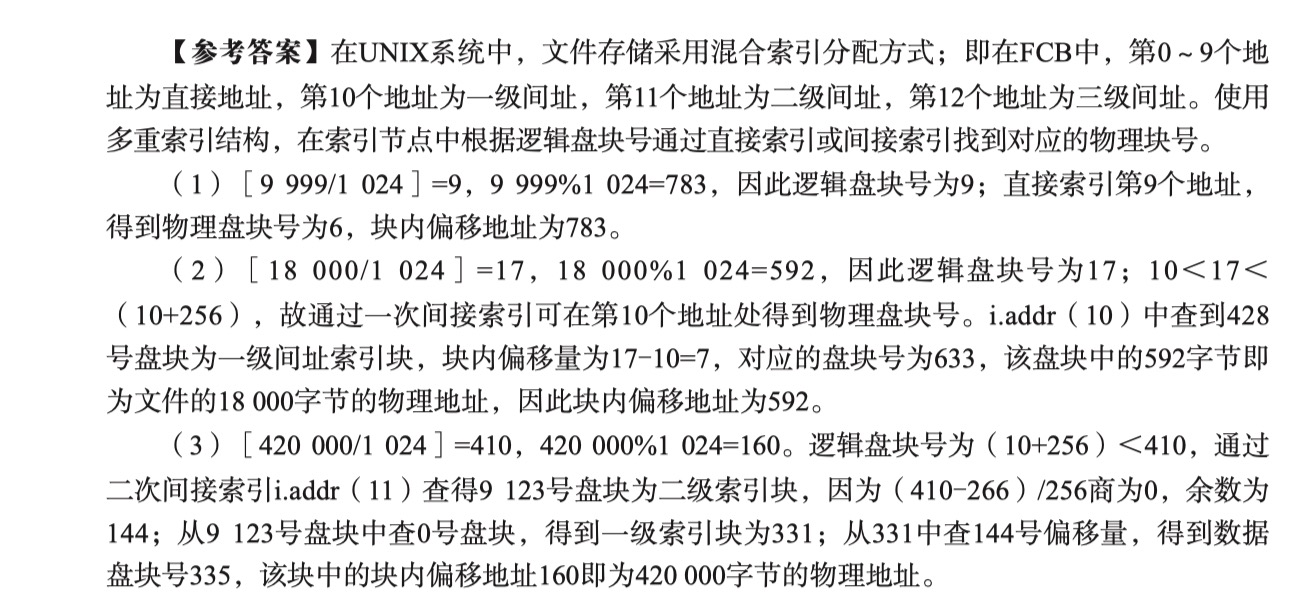 【参考答案】在UNIX系统中，文件存储采用混合索引分配方式；即在FCB中，第0～9个地
址为直接地址，第10个地址为一级间址，第11个地址为二级间址，第12个地址为三级间址。使用
多重索引结构，在索引节点中根据逻辑盘块号通过直接索引或间接索引找到对应的物理块号。
（1）［9 999/1 024］=9，9 999%1 024=783，因此逻辑盘块号为9；直接索引第9个地址，
得到物理盘块号为6，块内偏移地址为783。
（2）［18 000/1 024］=17，18 000%1 024=592，因此逻辑盘块号为17；10＜17＜
（10+256），故通过一次间接索引可在第10个地址处得到物理盘块号。i.addr（10）中查到428
号盘块为一级间址索引块，块内偏移量为17-10=7，对应的盘块号为633，该盘块中的592字节即
为文件的18 000字节的物理地址，因此块内偏移地址为592。
（3）［420 000/1 024］=410，420 000%1 024=160。逻辑盘块号为（10+256）＜410，通过
二次间接索引i.addr（11）查得9 123号盘块为二级索引块，因为（410-266）/256商为0，余数为
144；从9 123号盘块中查0号盘块，得到一级索引块为331；从331中查144号偏移量，得到数据
盘块号335，该块中的块内偏移地址160即为420 000字节的物理地址。